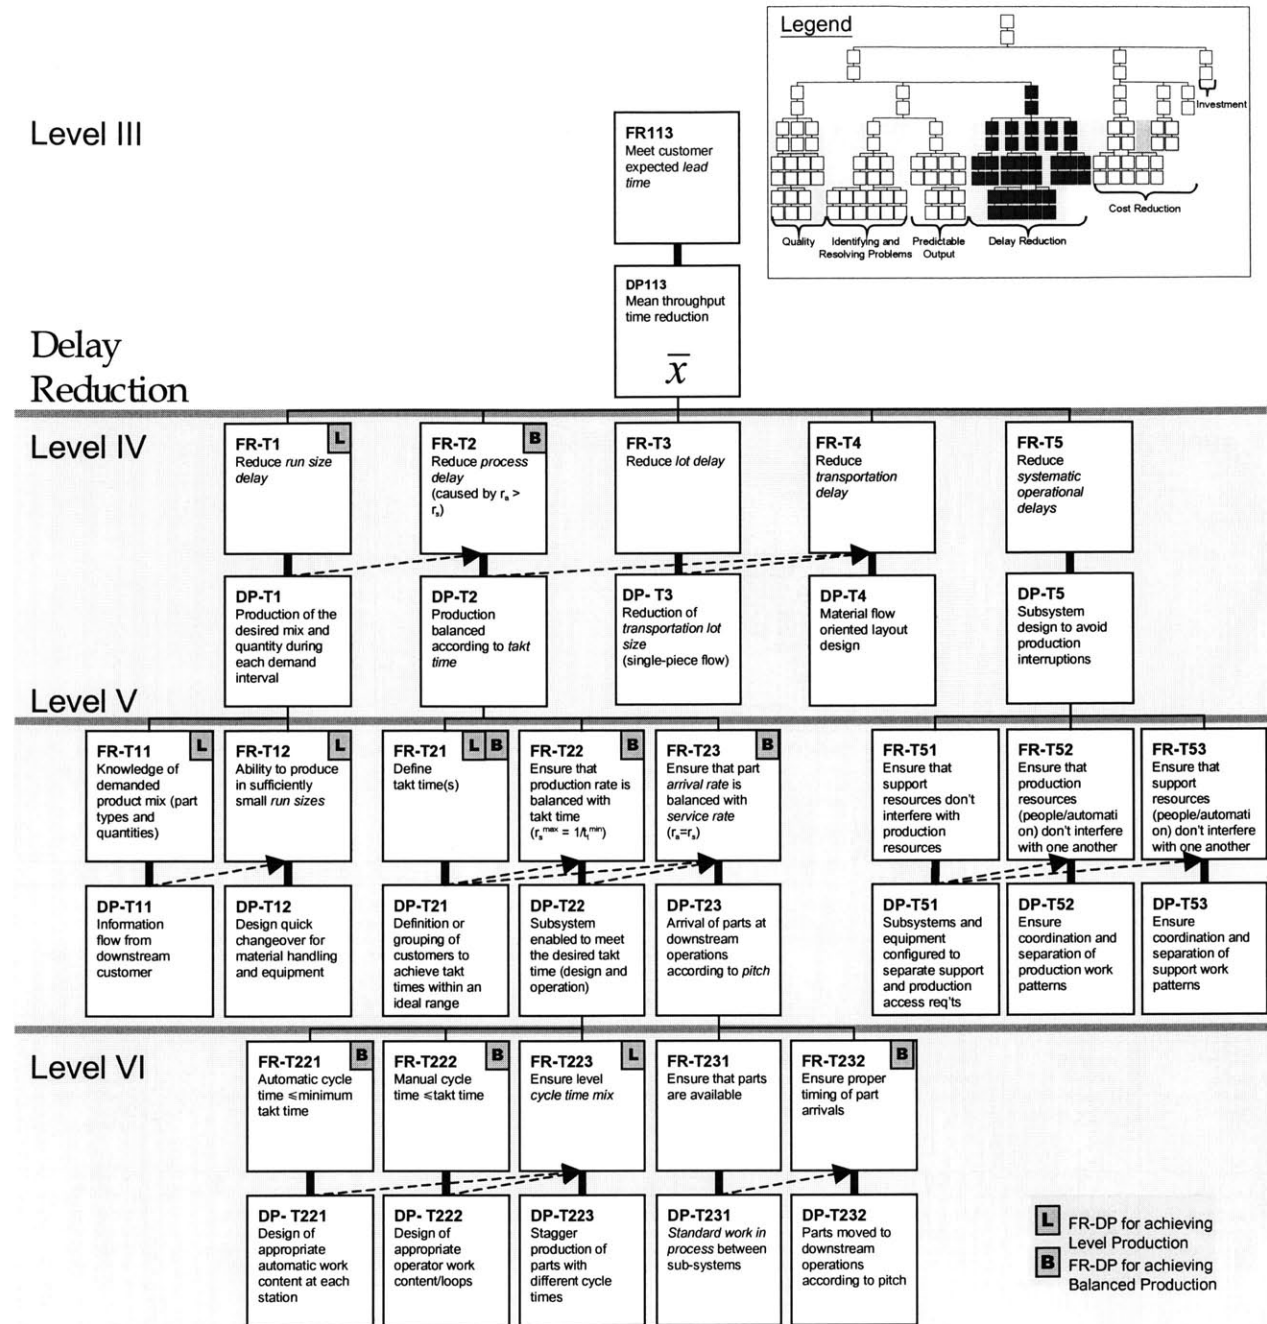 Legend
Investment
Cost Reduction
Quality
Identifying and
Resolving Problems
Predictable
Output
Delay Reduction
Level III
FR113
Meet customer
expected lead
time
DP113
Mean throughput
time reduction
x̄
Delay
Reduction
Level IV
FR-T1
L
Reduce run size
delay
FR-T2
B
Reduce process
delay
(caused by rₐ >
rₛ)
FR-T3
Reduce lot delay
FR-T4
Reduce
transportation
delay
FR-T5
Reduce
systematic
operational
delays
DP-T1
Production of the
desired mix and
quantity during
each demand
interval
DP-T2
Production
balanced
according to takt
time
DP- T3
Reduction of
transportation lot
size
(single-piece flow)
DP-T4
Material flow
oriented layout
design
DP-T5
Subsystem
design to avoid
production
interruptions
Level V
FR-T11
L
Knowledge of
demanded
product mix (part
types and
quantities)
FR-T12
L
Ability to produce
in sufficiently
small run sizes
FR-T21
L B
Define
takt time(s)
FR-T22
B
Ensure that
production rate is
balanced with
takt time
(rₛᵐᵃˣ = 1/tₜᵐⁱⁿ)
FR-T23
B
Ensure that part
arrival rate is
balanced with
service rate
(rₐ=rₛ)
FR-T51
Ensure that
support
resources don't
interfere with
production
resources
FR-T52
Ensure that
production
resources
(people/automati
on) don't interfere
with one another
FR-T53
Ensure that
support
resources
(people/automati
on) don't interfere
with one another
DP-T11
Information
flow from
downstream
customer
DP-T12
Design quick
changeover for
material handling
and equipment
DP-T21
Definition or
grouping of
customers to
achieve takt
times within an
ideal range
DP-T22
Subsystem
enabled to meet
the desired takt
time (design and
operation)
DP-T23
Arrival of parts at
downstream
operations
according to pitch
DP-T51
Subsystems and
equipment
configured to
separate support
and production
access req'ts
DP-T52
Ensure
coordination and
separation of
production work
patterns
DP-T53
Ensure
coordination and
separation of
support work
patterns
Level VI
FR-T221
B
Automatic cycle
time ≤minimum
takt time
FR-T222
B
Manual cycle
time ≤takt time
FR-T223
L
Ensure level
cycle time mix
FR-T231
Ensure that parts
are available
FR-T232
B
Ensure proper
timing of part
arrivals
DP- T221
Design of
appropriate
automatic work
content at each
station
DP- T222
Design of
appropriate
operator work
content/loops
DP-T223
Stagger
production of
parts with
different cycle
times
DP-T231
Standard work in
process between
sub-systems
DP-T232
Parts moved to
downstream
operations
according to pitch
L FR-DP for achieving
Level Production
B FR-DP for achieving
Balanced Production